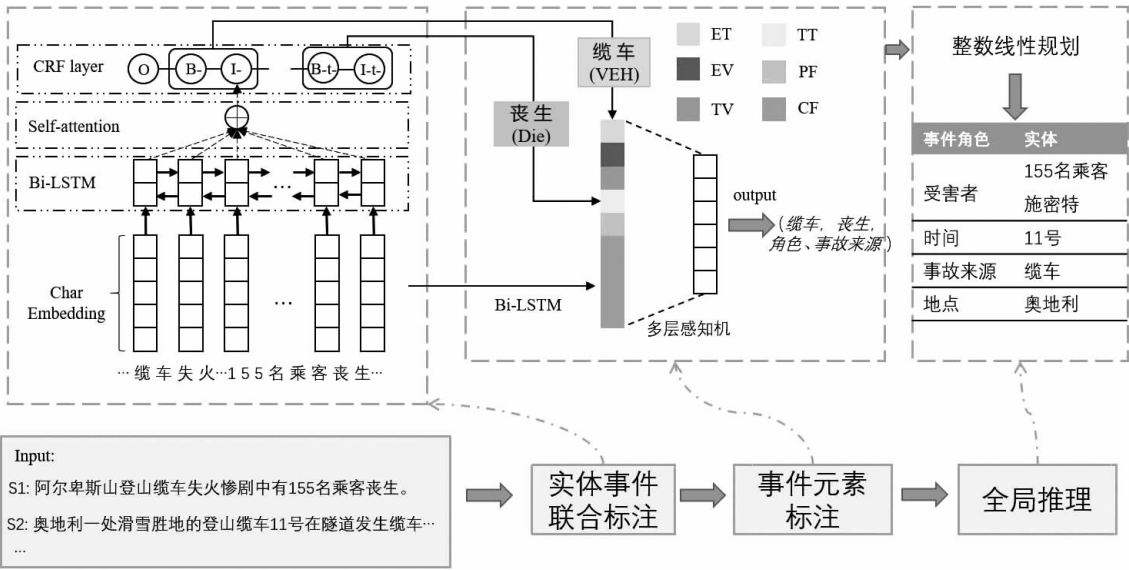 CRF layer
O
B-
I-
B-t-
I-t-
Self-attention
Bi-LSTM
Char
Embedding
...
...
···缆车失火···155名乘客丧生···
缆车
(VEH)
丧生
(Die)
ET
TT
EV
PF
TV
CF
Bi-LSTM
output
(缆车，丧生，
角色、事故来源)
多层感知机
整数线性规划
事件角色 实体
受害者
155名乘客
施密特
时间 11号
事故来源 缆车
地点 奥地利
Input:
S1: 阿尔卑斯山登山缆车失火惨剧中有155名乘客丧生。
S2: 奥地利一处滑雪胜地的登山缆车11号在隧道发生缆车···
...
实体事件
联合标注
事件元素
标注
全局推理